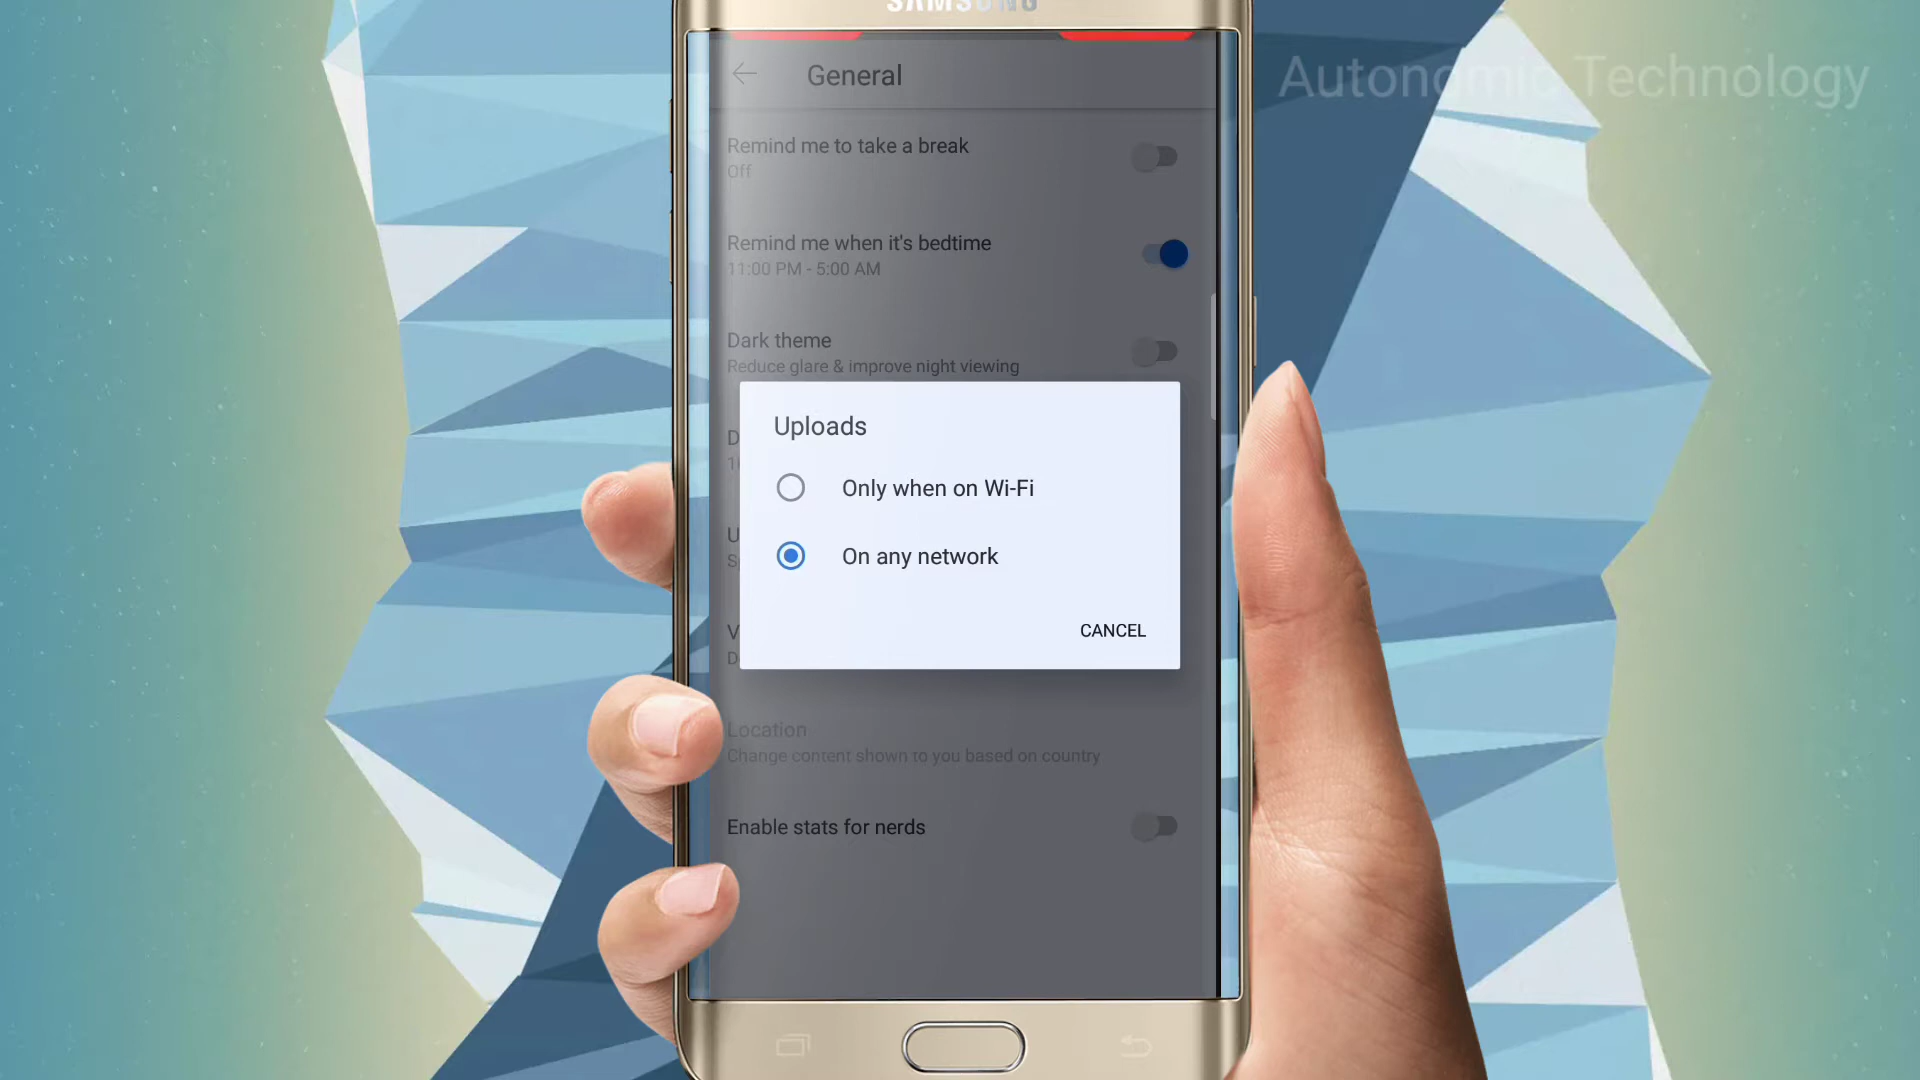 SAMSUNG
Autonomic Technology
General
Remind me to take a break
Off
Remind me when it's bedtime
11:00 PM - 5:00 AM
Dark theme
Reduce glare & improve night viewing
Uploads
Only when on Wi-Fi
On any network
CANCEL
Location
Change content shown to you based on country
Enable stats for nerds